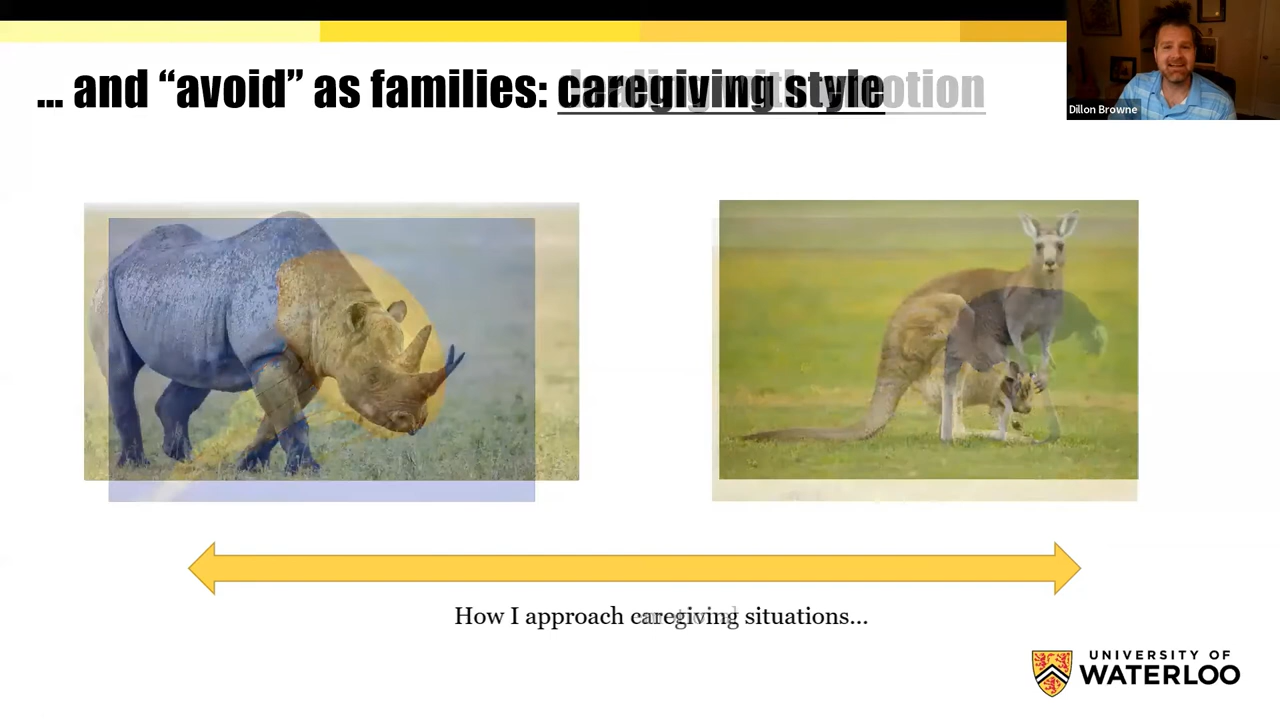 ... and “avoid” as families: caregiving style
Dillon Browne
How I approach caregiving situations...
UNIVERSITY OF
WATERLOO